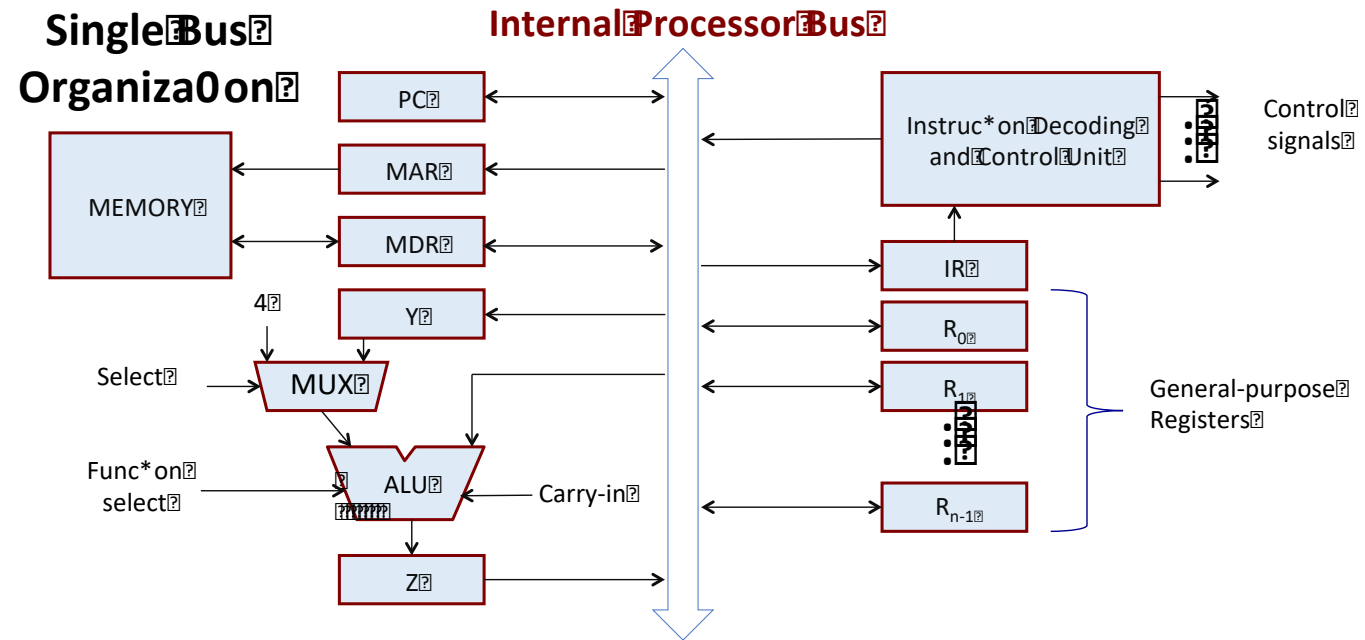 Single Bus
Organiza0on
Internal Processor Bus
PC
MAR
MEMORY
MDR
4
Y
Select
MUX
Func*on
select
ALU
Carry-in
Z
Instruc*on Decoding
and Control Unit
Control
signals
IR
R0
R1
General-purpose
Registers
Rn-1